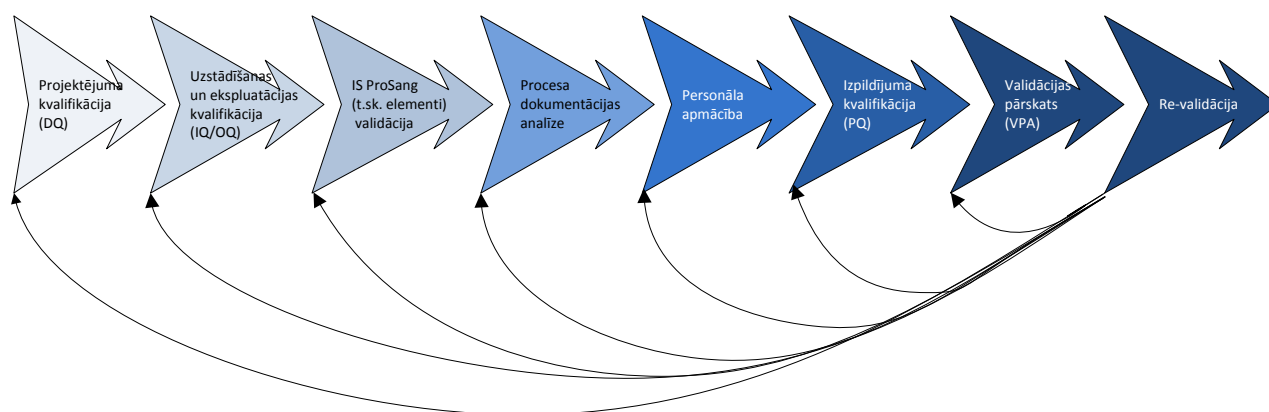 Projektējuma
kvalifikācija
(DQ)
Uzstādīšanas
un ekspluatācijas
kvalifikācija
(IQ/OQ)
IS ProSang
(t.sk. elementi)
validācija
Procesa
dokumentācijas
analīze
Personāla
apmācība
Izpildījuma
kvalifikācija
(PQ)
Validācijas
pārskats
(VPA)
Re-validācija